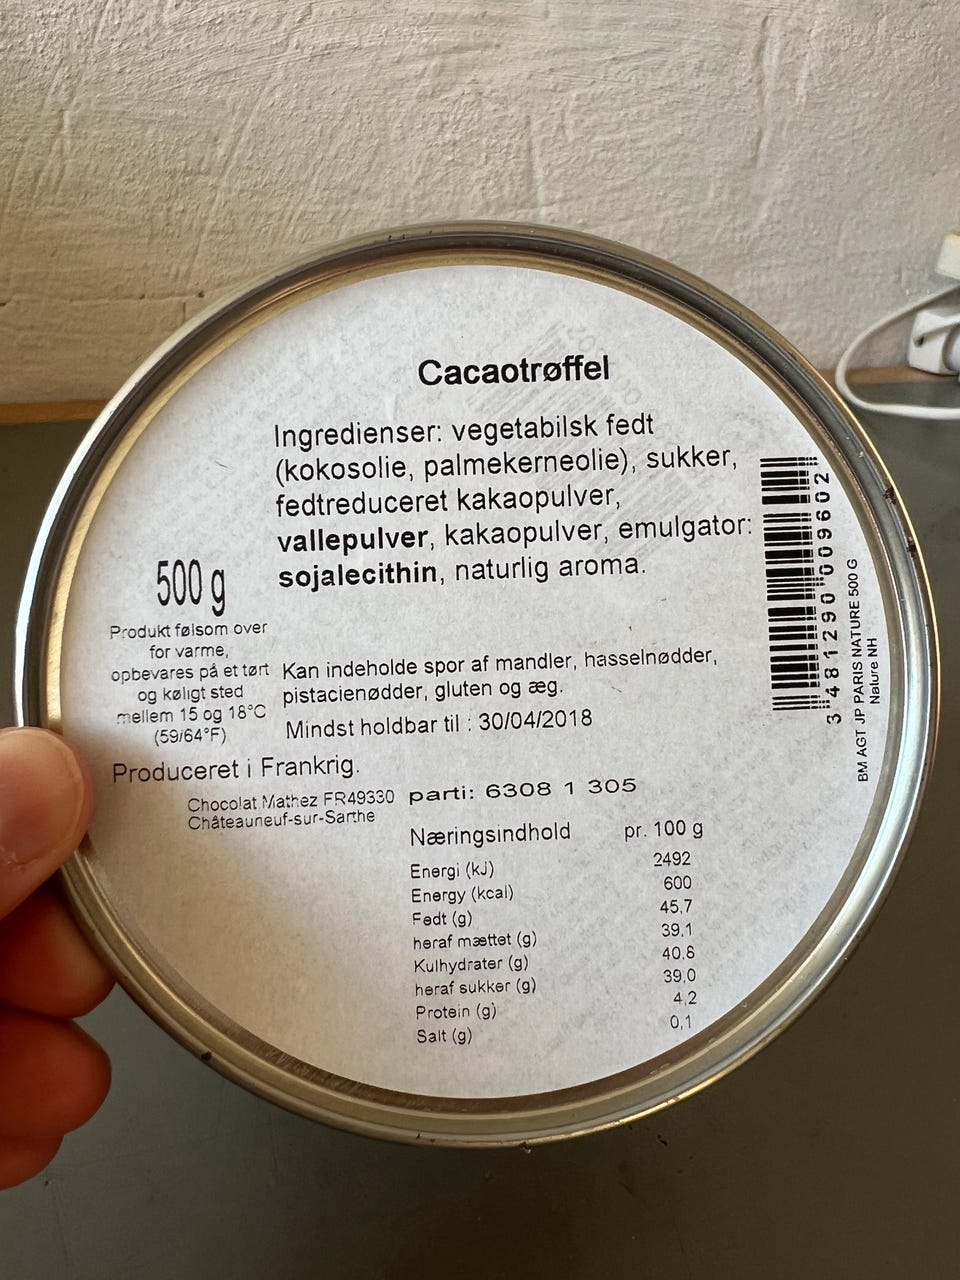 Cacaotrøffel
Ingredienser: vegetabilsk fedt
(kokosolie, palmekerneolie), sukker,
fedtreduceret kakaopulver,
vallepulver, kakaopulver, emulgator:
sojalecithin, naturlig aroma.
500 g
Produkt følsom over
for varme,
opbevares på et tørt
og køligt sted
mellem 15 og 18°C
(59/64°F)
Kan indeholde spor af mandler, hasselnødder,
pistacienødder, gluten og æg.
Mindst holdbar til : 30/04/2018
Produceret i Frankrig.
Chocolat Mathez FR49330
Châteauneuf-sur-Sarthe
parti: 6308 1 305
Næringsindhold pr. 100 g
Energi (kJ) 2492
Energy (kcal) 600
Fedt (g) 45,7
heraf mættet (g) 39,1
Kulhydrater (g) 40,8
heraf sukker (g) 39,0
Protein (g) 4,2
Salt (g) 0,1
3 481290 009602
BM AGT JP PARIS NATURE 500 G
Nature NH